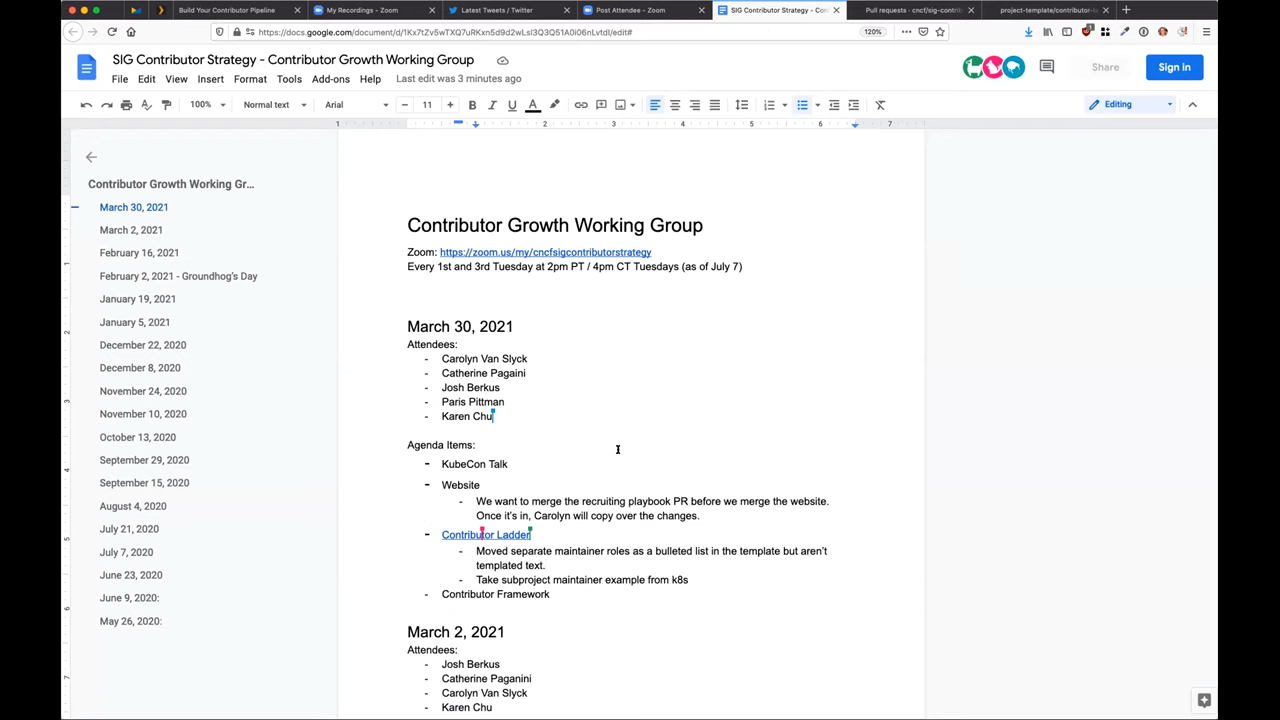 Build Your Contributor Pipeline
My Recordings - Zoom
Latest Tweets / Twitter
Post Attendee - Zoom
SIG Contributor Strategy - Con
Pull requests · cncf/sig-contrib
project-template/contributor-l
https://docs.google.com/document/d/1Kx7tZv5wTXQ7uRKxn5d9d2wLsl3Q3Q51A0i06nLvtdI/edit#
120%
SIG Contributor Strategy - Contributor Growth Working Group
File Edit View Insert Format Tools Add-ons Help Last edit was 3 minutes ago
Share
Sign in
100% Normal text Arial 11 Editing
1 2 3 4 5 6 7
Contributor Growth Working Gr...
March 30, 2021
March 2, 2021
February 16, 2021
February 2, 2021 - Groundhog's Day
January 19, 2021
January 5, 2021
December 22, 2020
December 8, 2020
November 24, 2020
November 10, 2020
October 13, 2020
September 29, 2020
September 15, 2020
August 4, 2020
July 21, 2020
July 7, 2020
June 23, 2020
June 9, 2020:
May 26, 2020:
Contributor Growth Working Group
Zoom: https://zoom.us/my/cncfsigcontributorstrategy
Every 1st and 3rd Tuesday at 2pm PT / 4pm CT Tuesdays (as of July 7)
March 30, 2021
Attendees:
- Carolyn Van Slyck
- Catherine Pagaini
- Josh Berkus
- Paris Pittman
- Karen Chu
Agenda Items:
- KubeCon Talk
- Website
- We want to merge the recruiting playbook PR before we merge the website.
Once it's in, Carolyn will copy over the changes.
- Contributor Ladder
- Moved separate maintainer roles as a bulleted list in the template but aren't
templated text.
- Take subproject maintainer example from k8s
- Contributor Framework
March 2, 2021
Attendees:
- Josh Berkus
- Catherine Paganini
- Carolyn Van Slyck
- Karen Chu